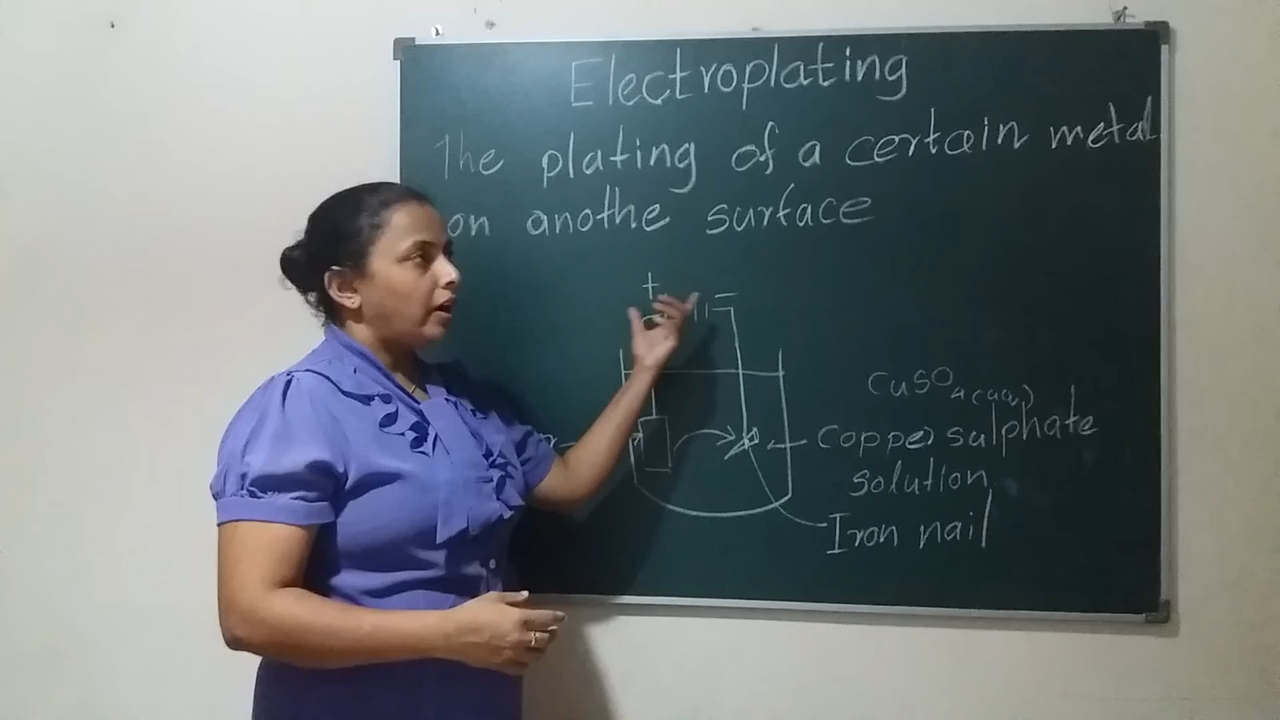 Electroplating
The plating of a certain metal
on anothe surface
+ −
CuSO4(aq)
Copper sulphate
solution
Iron nail